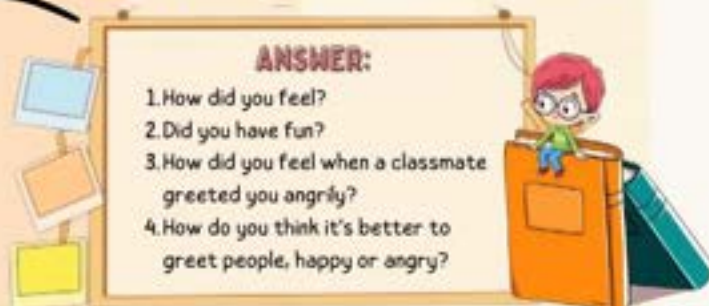 ANSWER:
1.How did you feel?
2.Did you have fun?
3.How did you feel when a classmate
greeted you angrily?
4.How do you think it's better to
greet people, happy or angry?